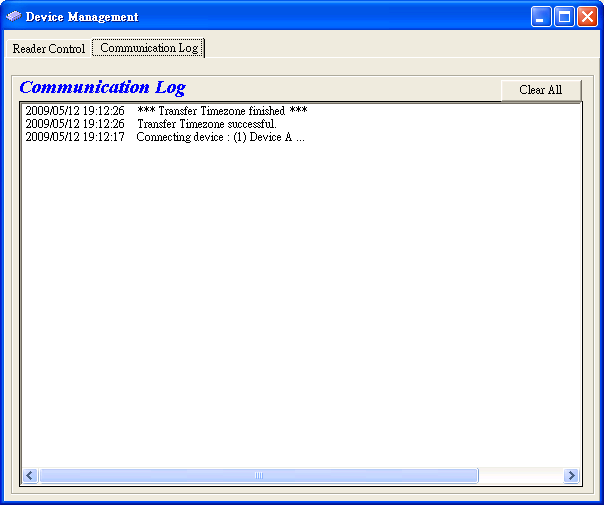 Device Management
Reader Control
Communication Log
Communication Log
Clear All
2009/05/12 19:12:26 *** Transfer Timezone finished ***
2009/05/12 19:12:26 Transfer Timezone successful.
2009/05/12 19:12:17 Connecting device : (1) Device A ...